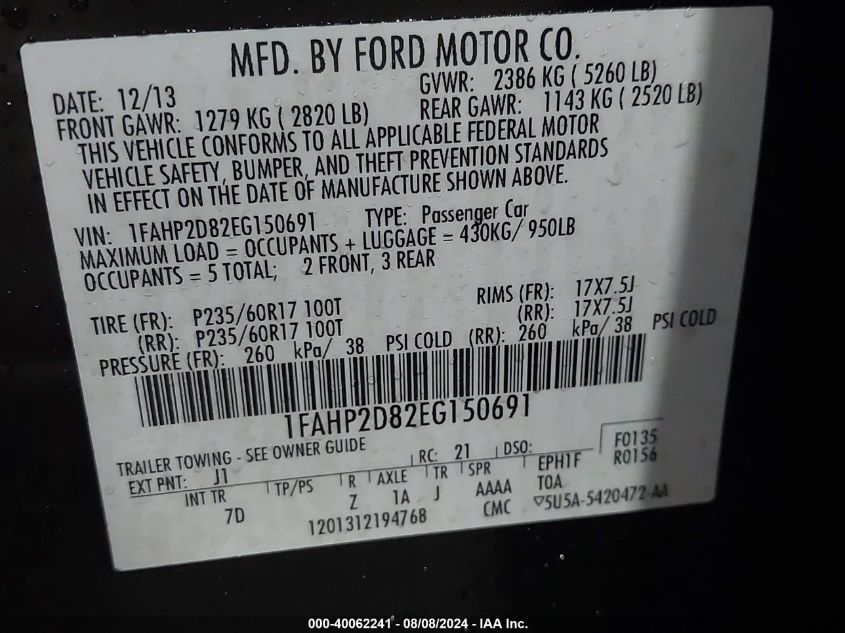 MFD. BY FORD MOTOR CO.
DATE: 12/13 GVWR: 2386 KG ( 5260 LB)
FRONT GAWR: 1279 KG ( 2820 LB) REAR GAWR: 1143 KG ( 2520 LB)
THIS VEHICLE CONFORMS TO ALL APPLICABLE FEDERAL MOTOR
VEHICLE SAFETY, BUMPER, AND THEFT PREVENTION STANDARDS
IN EFFECT ON THE DATE OF MANUFACTURE SHOWN ABOVE.
VIN: 1FAHP2D82EG150691 TYPE: Passenger Car
MAXIMUM LOAD = OCCUPANTS + LUGGAGE = 430KG/ 950LB
OCCUPANTS = 5 TOTAL; 2 FRONT, 3 REAR
TIRE (FR): P235/60R17 100T RIMS (FR): 17X7.5J
(RR): P235/60R17 100T (RR): 17X7.5J
PRESSURE (FR): 260 kPa/ 38 PSI COLD (RR): 260 kPa/ 38 PSI COLD
1FAHP2D82EG150691
TRAILER TOWING - SEE OWNER GUIDE
EXT PNT: J1 RC: 21 DSO: F0135
INT TR TP/PS R AXLE TR SPR EPH1F R0156
7D Z 1A J AAAA TOA
1201312194768 CMC ▽5U5A-5420472-AA
000-40062241 - 08/08/2024 - IAA Inc.